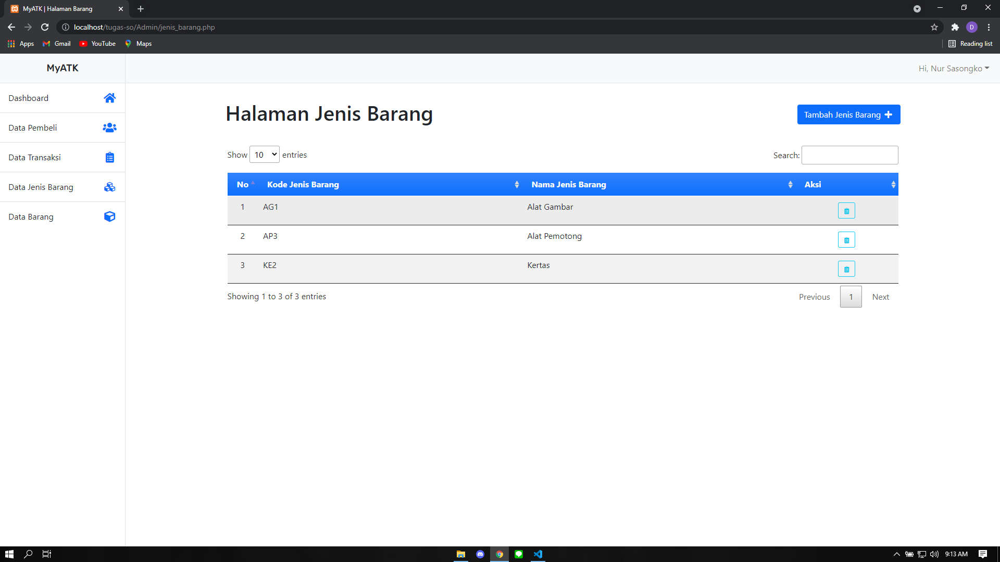 MyATK | Halaman Barang
localhost/tugas-so/Admin/jenis_barang.php
D
Apps Gmail YouTube Maps Reading list
MyATK
Hi, Nur Sasongko
Dashboard
Data Pembeli
Data Transaksi
Data Jenis Barang
Data Barang
Halaman Jenis Barang
Tambah Jenis Barang
Show 10 entries
Search:
No Kode Jenis Barang Nama Jenis Barang Aksi
1 AG1 Alat Gambar
2 AP3 Alat Pemotong
3 KE2 Kertas
Showing 1 to 3 of 3 entries
Previous 1 Next
9:13 AM